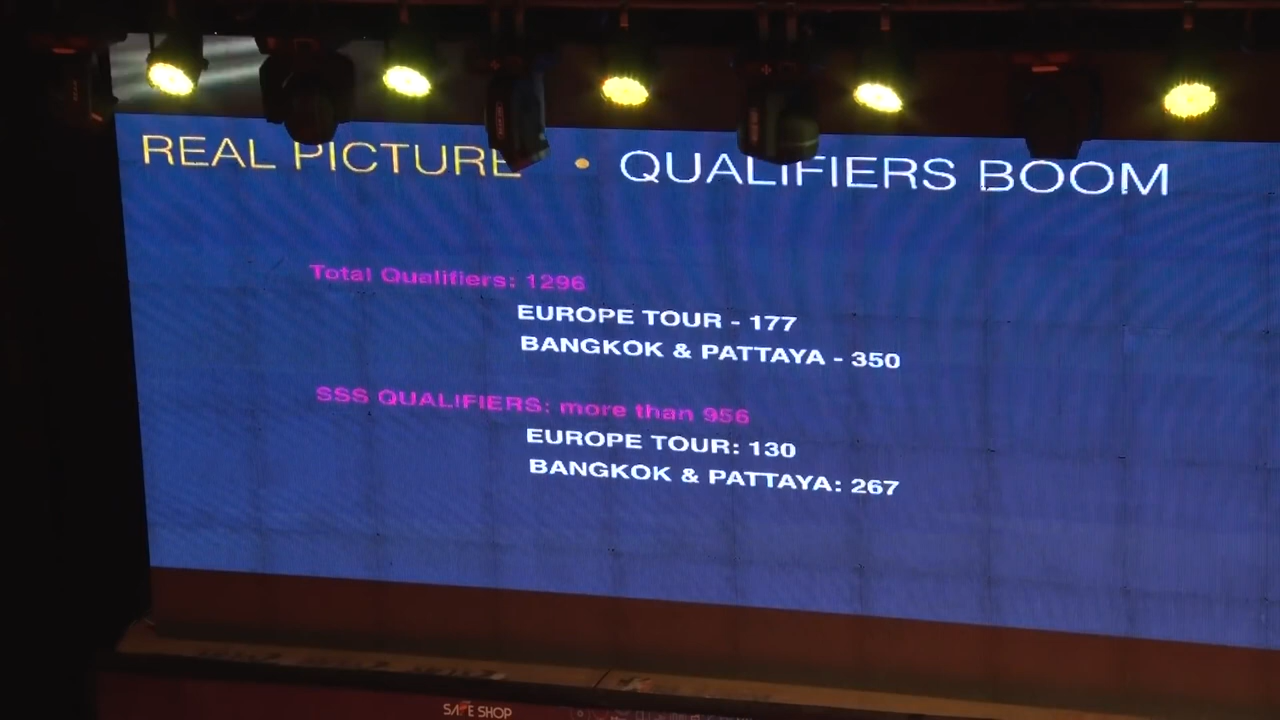 REAL PICTURE • QUALIFIERS BOOM
Total Qualifiers: 1296
EUROPE TOUR - 177
BANGKOK & PATTAYA - 350
SSS QUALIFIERS: more than 956
EUROPE TOUR: 130
BANGKOK & PATTAYA: 267
SAFE SHOP